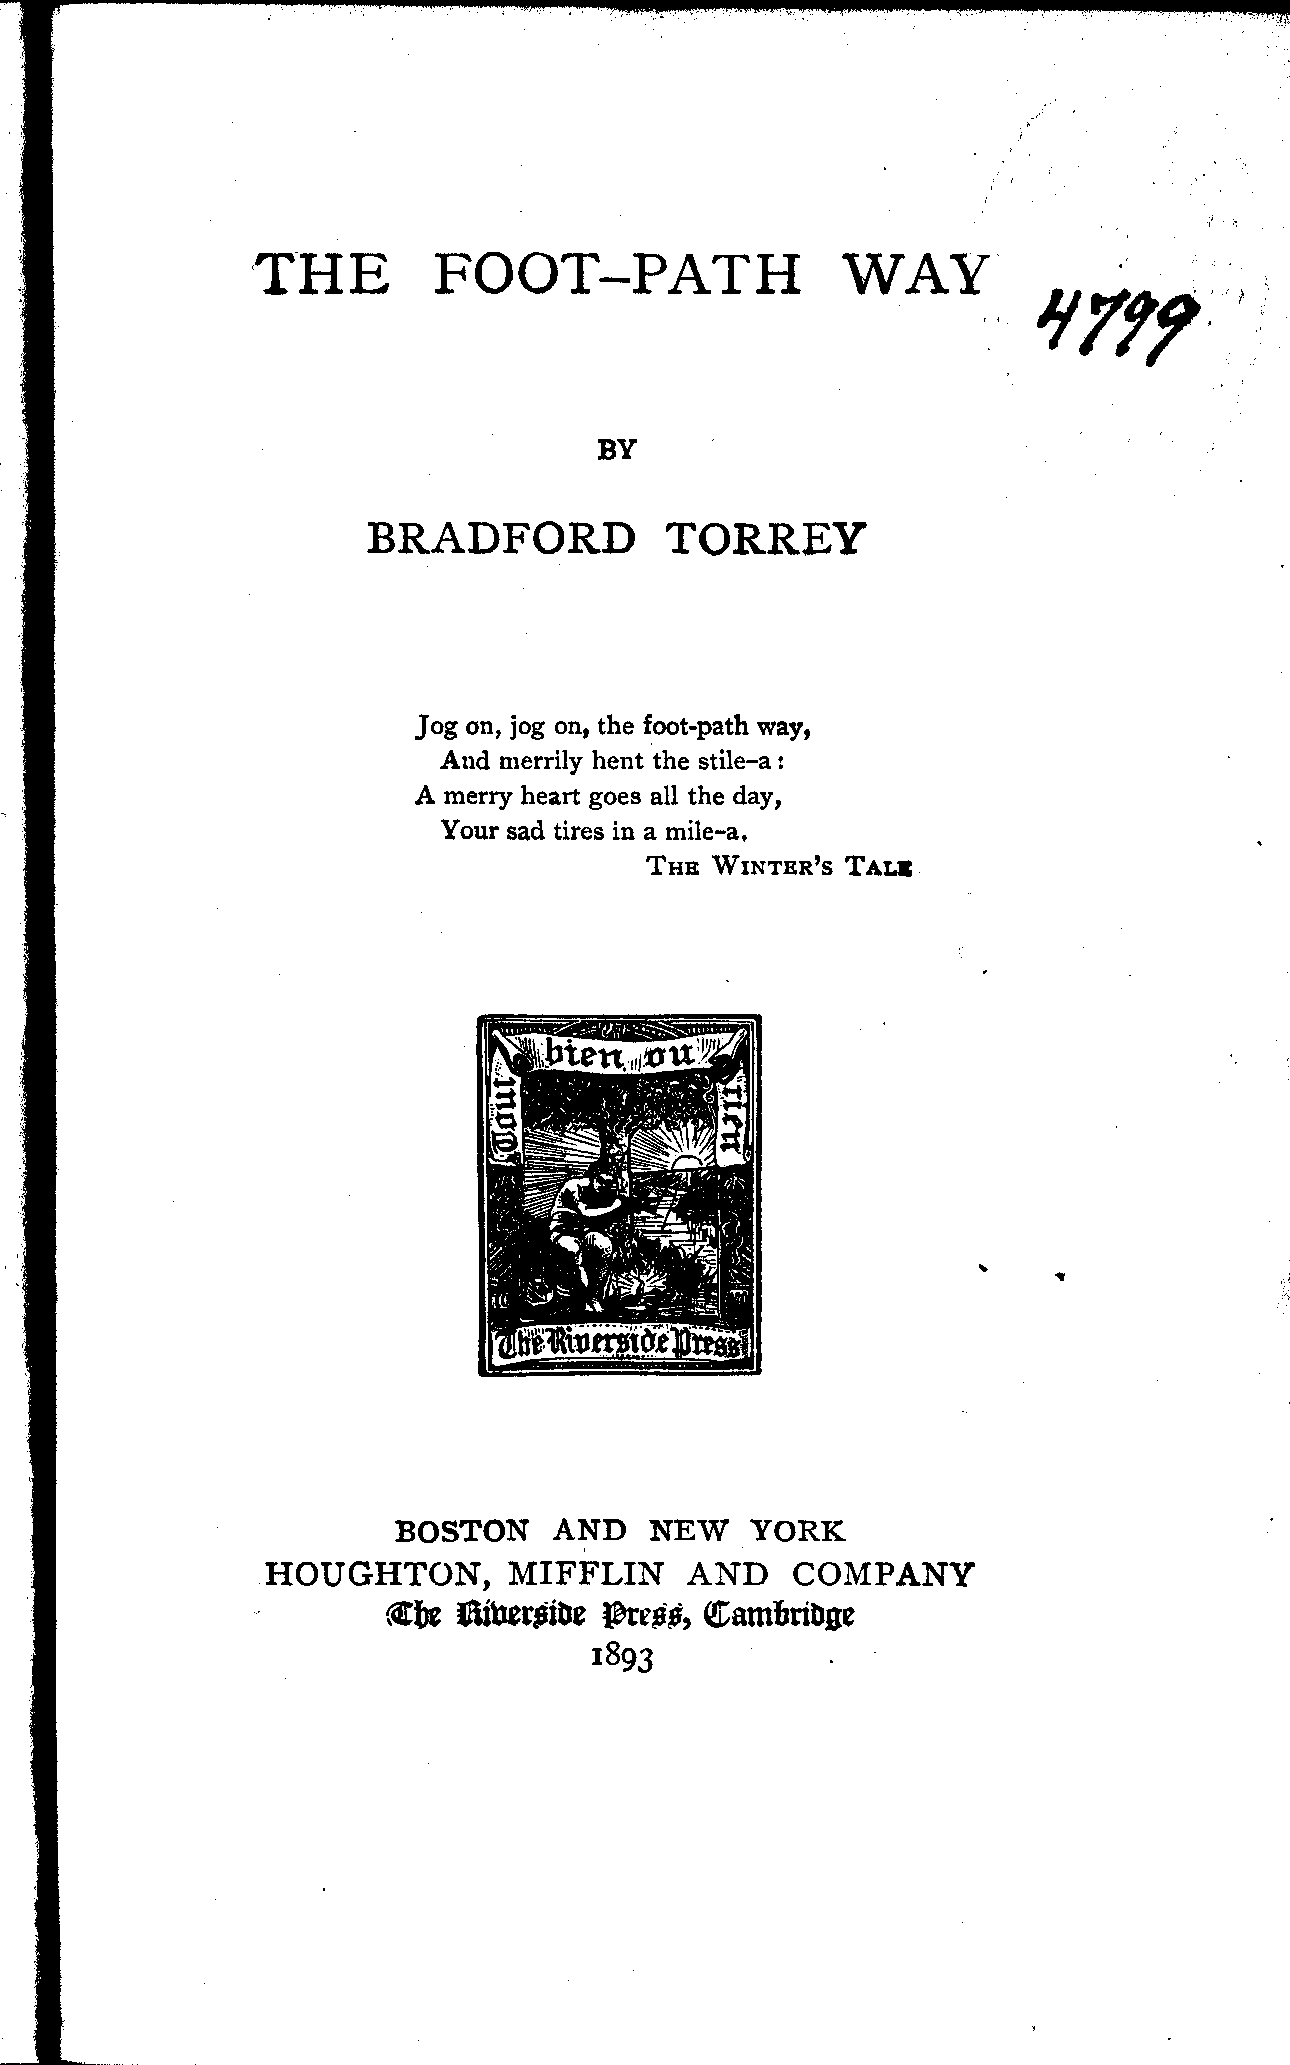 THE FOOT-PATH WAY
4799
BY
BRADFORD TORREY
Jog on, jog on, the foot-path way,
And merrily hent the stile-a:
A merry heart goes all the day,
Your sad tires in a mile-a.
THE WINTER'S TALE
Tout bien ou rien
The Riverside Press
BOSTON AND NEW YORK
HOUGHTON, MIFFLIN AND COMPANY
The Riverside Press, Cambridge
1893